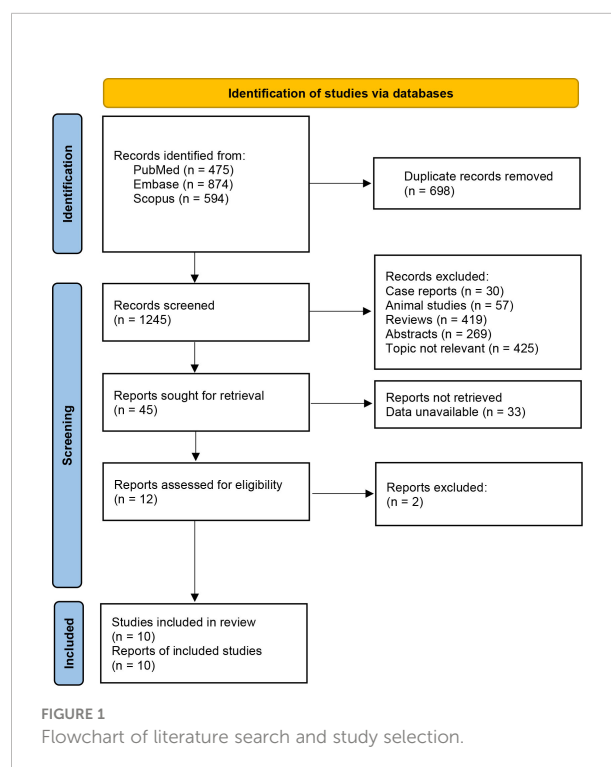 Identification of studies via databases
Identification
Records identified from:
PubMed (n = 475)
Embase (n = 874)
Scopus (n = 594)
Duplicate records removed
(n = 698)
Screening
Records screened
(n = 1245)
Records excluded:
Case reports (n = 30)
Animal studies (n = 57)
Reviews (n = 419)
Abstracts (n = 269)
Topic not relevant (n = 425)
Reports sought for retrieval
(n = 45)
Reports not retrieved
Data unavailable (n = 33)
Reports assessed for eligibility
(n = 12)
Reports excluded:
(n = 2)
Included
Studies included in review
(n = 10)
Reports of included studies
(n = 10)
FIGURE 1
Flowchart of literature search and study selection.